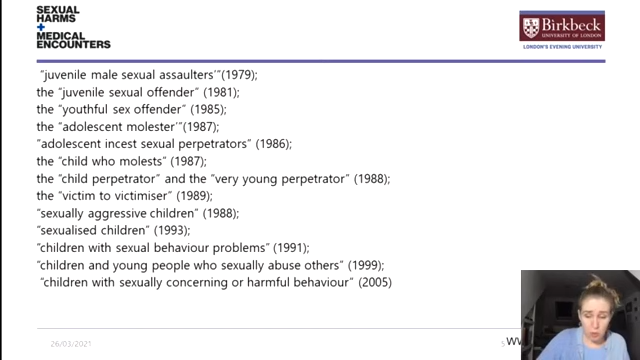 SEXUAL
HARMS
+
MEDICAL
ENCOUNTERS
Birkbeck
UNIVERSITY OF LONDON
LONDON'S EVENING UNIVERSITY
"juvenile male sexual assaulters'"(1979);
the "juvenile sexual offender" (1981);
the "youthful sex offender" (1985);
the "adolescent molester'"(1987);
"adolescent incest sexual perpetrators" (1986);
the "child who molests" (1987);
the "child perpetrator" and the "very young perpetrator" (1988);
the "victim to victimiser" (1989);
"sexually aggressive children" (1988);
"sexualised children" (1993);
"children with sexual behaviour problems" (1991);
"children and young people who sexually abuse others" (1999);
"children with sexually concerning or harmful behaviour" (2005)
26/03/2021